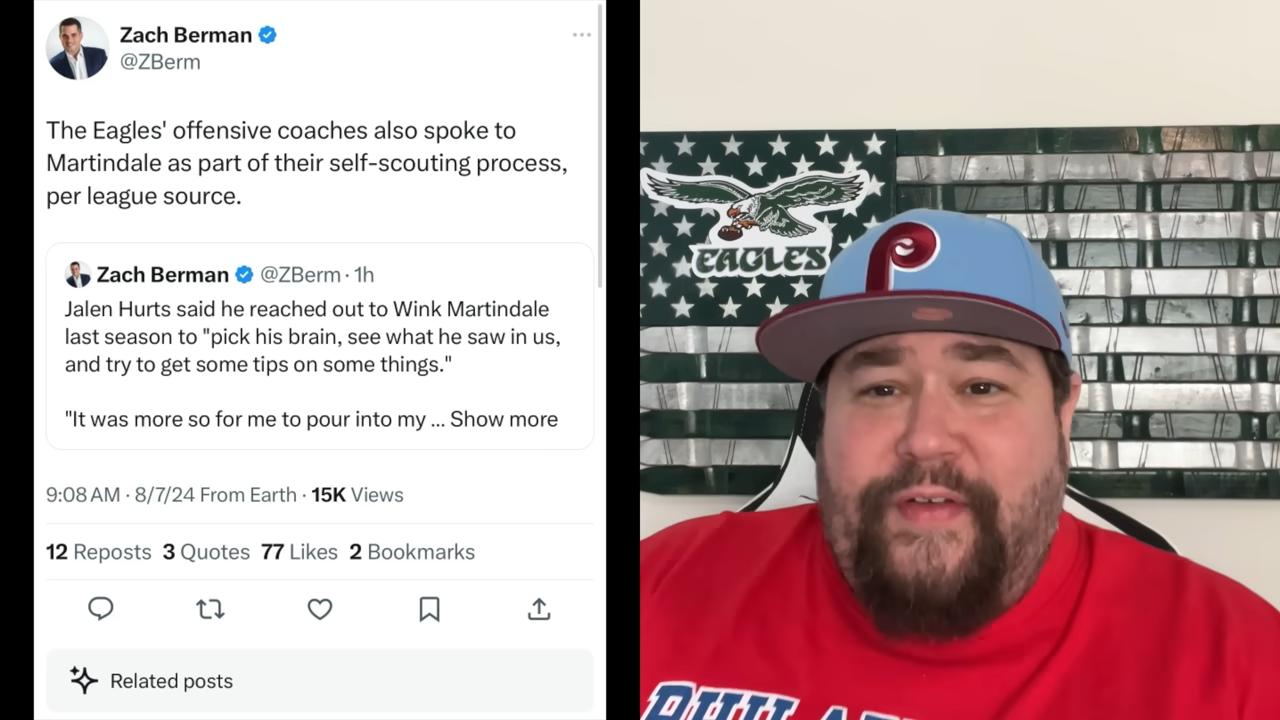 Zach Berman
@ZBerm
The Eagles' offensive coaches also spoke to
Martindale as part of their self-scouting process,
per league source.
Zach Berman @ZBerm · 1h
Jalen Hurts said he reached out to Wink Martindale
last season to "pick his brain, see what he saw in us,
and try to get some tips on some things."
"It was more so for me to pour into my ... Show more
9:08 AM · 8/7/24 From Earth · 15K Views
12 Reposts 3 Quotes 77 Likes 2 Bookmarks
Related posts
EAGLES
P